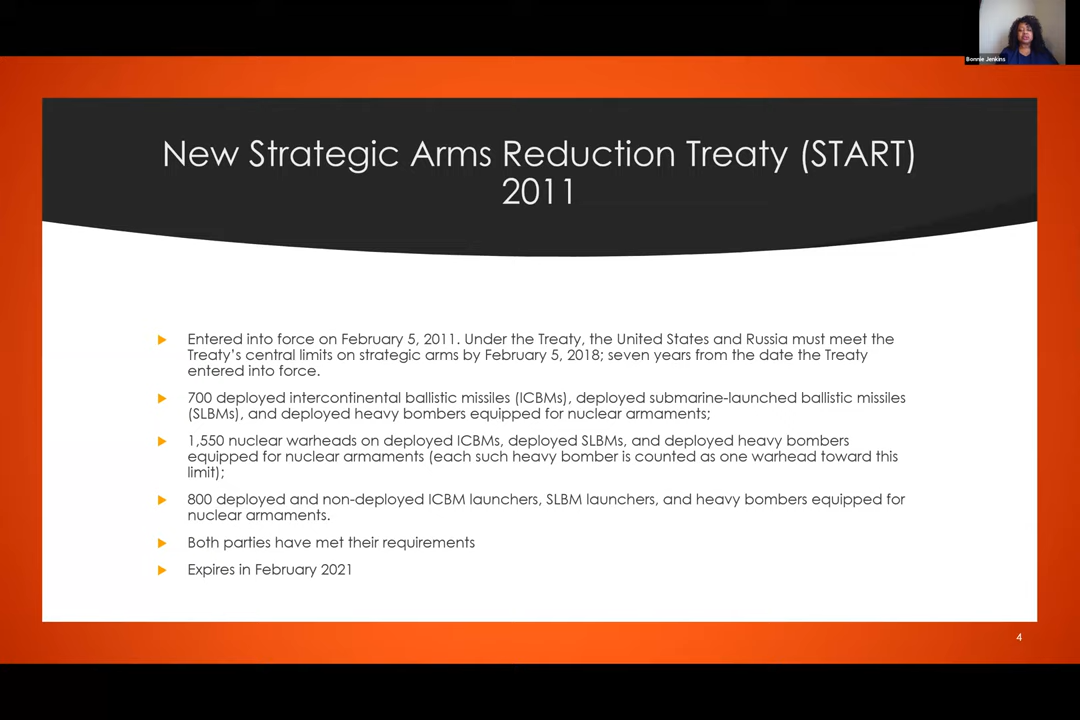 Bonnie Jenkins
New Strategic Arms Reduction Treaty (START)
2011
Entered into force on February 5, 2011. Under the Treaty, the United States and Russia must meet the
Treaty’s central limits on strategic arms by February 5, 2018; seven years from the date the Treaty
entered into force.
700 deployed intercontinental ballistic missiles (ICBMs), deployed submarine-launched ballistic missiles
(SLBMs), and deployed heavy bombers equipped for nuclear armaments;
1,550 nuclear warheads on deployed ICBMs, deployed SLBMs, and deployed heavy bombers
equipped for nuclear armaments (each such heavy bomber is counted as one warhead toward this
limit);
800 deployed and non-deployed ICBM launchers, SLBM launchers, and heavy bombers equipped for
nuclear armaments.
Both parties have met their requirements
Expires in February 2021
4